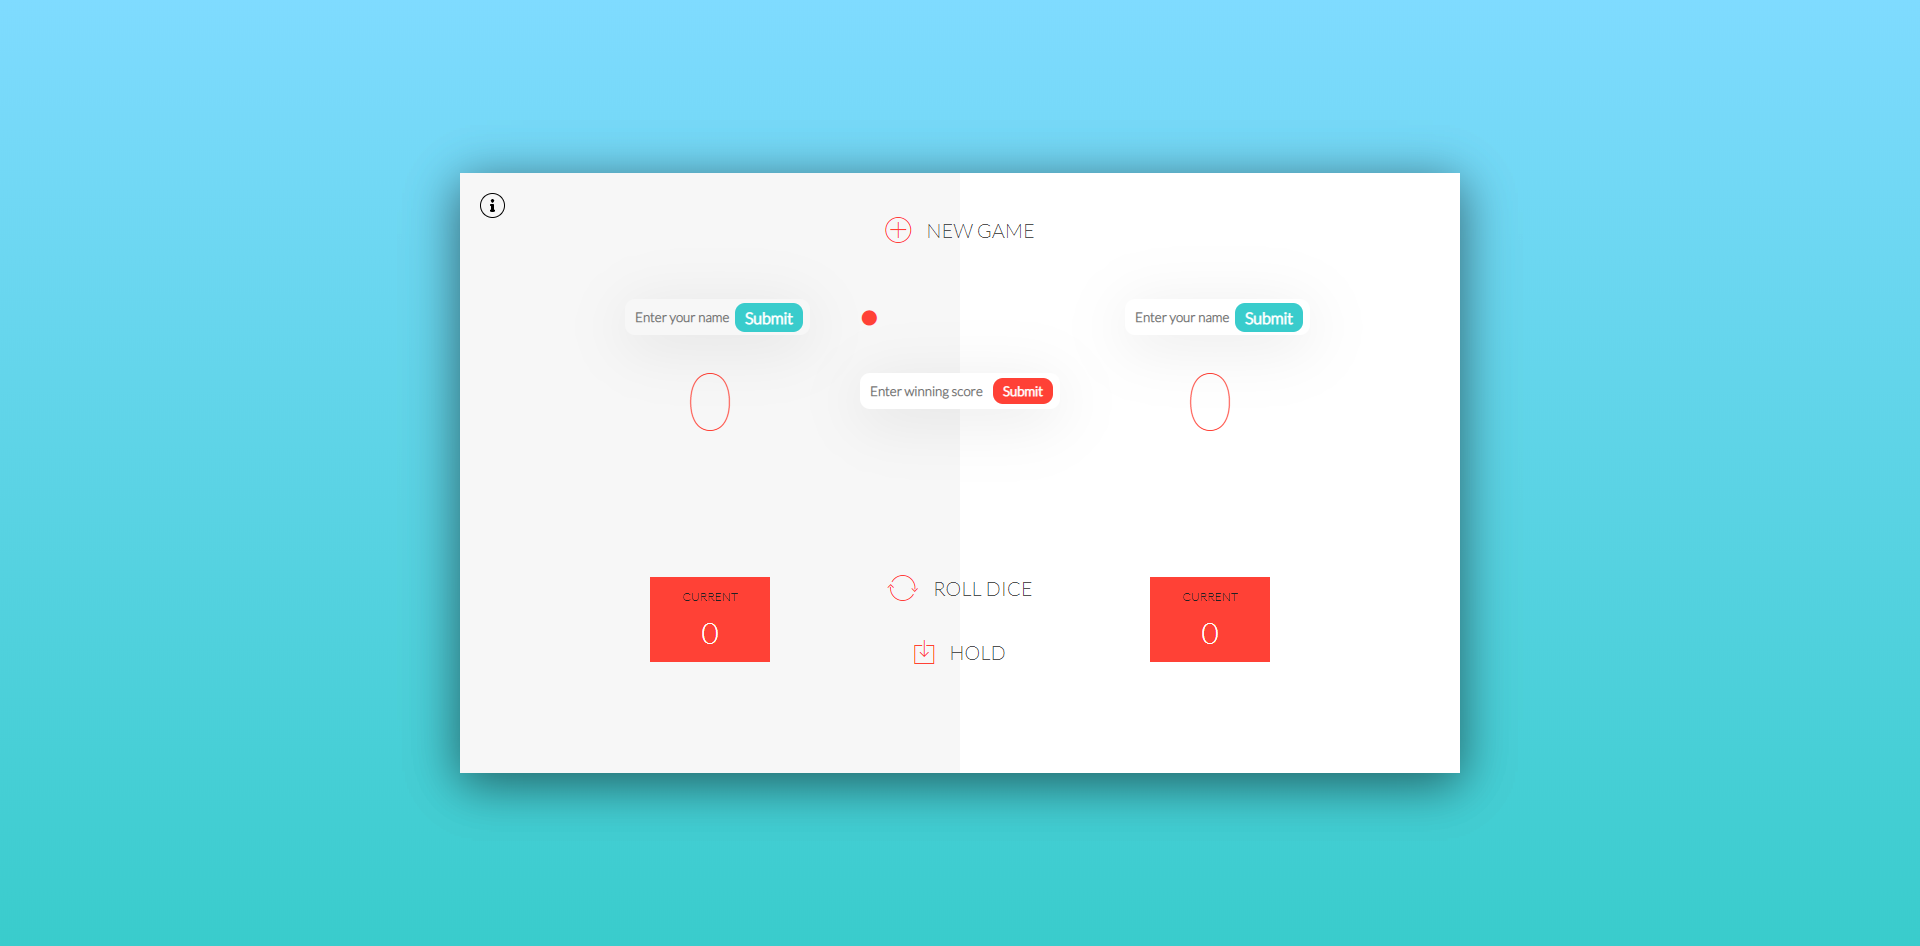 NEW GAME
Enter your name Submit
Enter your name Submit
0
Enter winning score Submit
0
CURRENT
0
ROLL DICE
HOLD
CURRENT
0